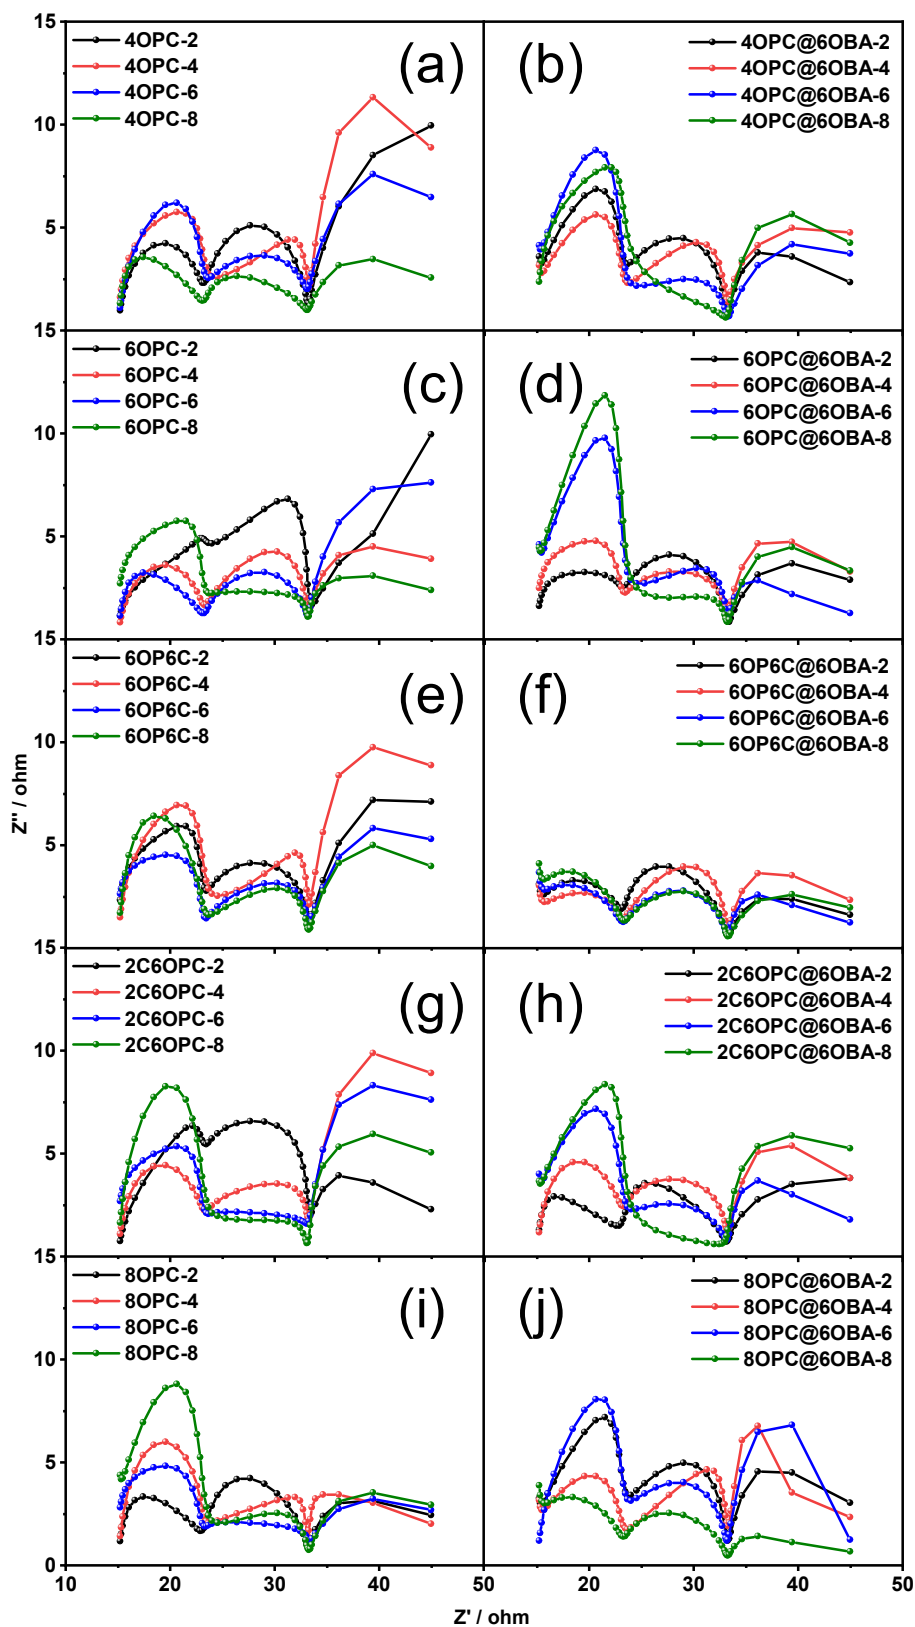 15
4OPC-2
4OPC-4
4OPC-6
4OPC-8
(a)
4OPC@6OBA-2
4OPC@6OBA-4
4OPC@6OBA-6
4OPC@6OBA-8
(b)
10
5
15
6OPC-2
6OPC-4
6OPC-6
6OPC-8
(c)
6OPC@6OBA-2
6OPC@6OBA-4
6OPC@6OBA-6
6OPC@6OBA-8
(d)
10
5
15
6OP6C-2
6OP6C-4
6OP6C-6
6OP6C-8
(e)
6OP6C@6OBA-2
6OP6C@6OBA-4
6OP6C@6OBA-6
6OP6C@6OBA-8
(f)
10
5
Z'' / ohm
15
2C6OPC-2
2C6OPC-4
2C6OPC-6
2C6OPC-8
(g)
2C6OPC@6OBA-2
2C6OPC@6OBA-4
2C6OPC@6OBA-6
2C6OPC@6OBA-8
(h)
10
5
15
8OPC-2
8OPC-4
8OPC-6
8OPC-8
(i)
8OPC@6OBA-2
8OPC@6OBA-4
8OPC@6OBA-6
8OPC@6OBA-8
(j)
10
5
0
10 20 30 40 50 20 30 40 50
Z' / ohm